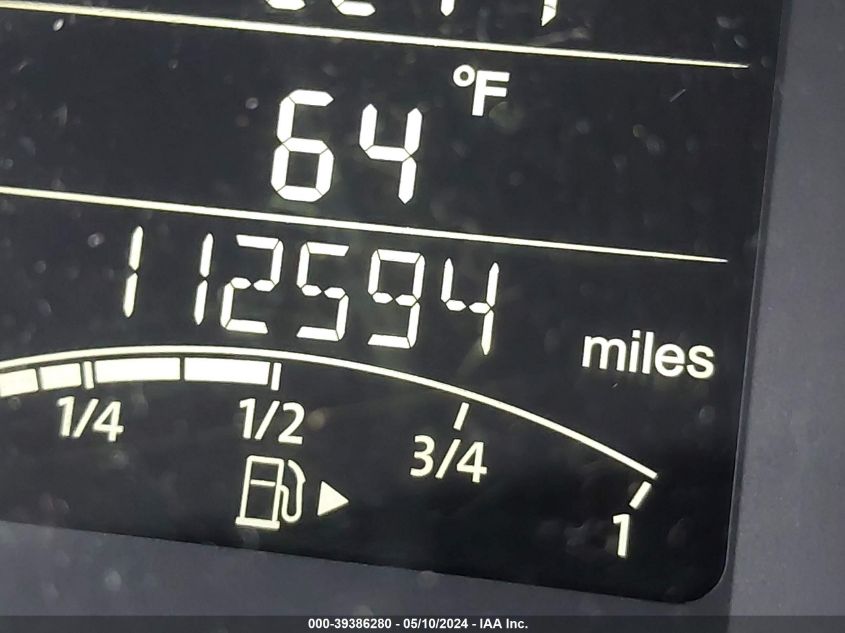 64 °F
112594 miles
1/4 1/2 3/4 1
000-39386280 - 05/10/2024 - IAA Inc.